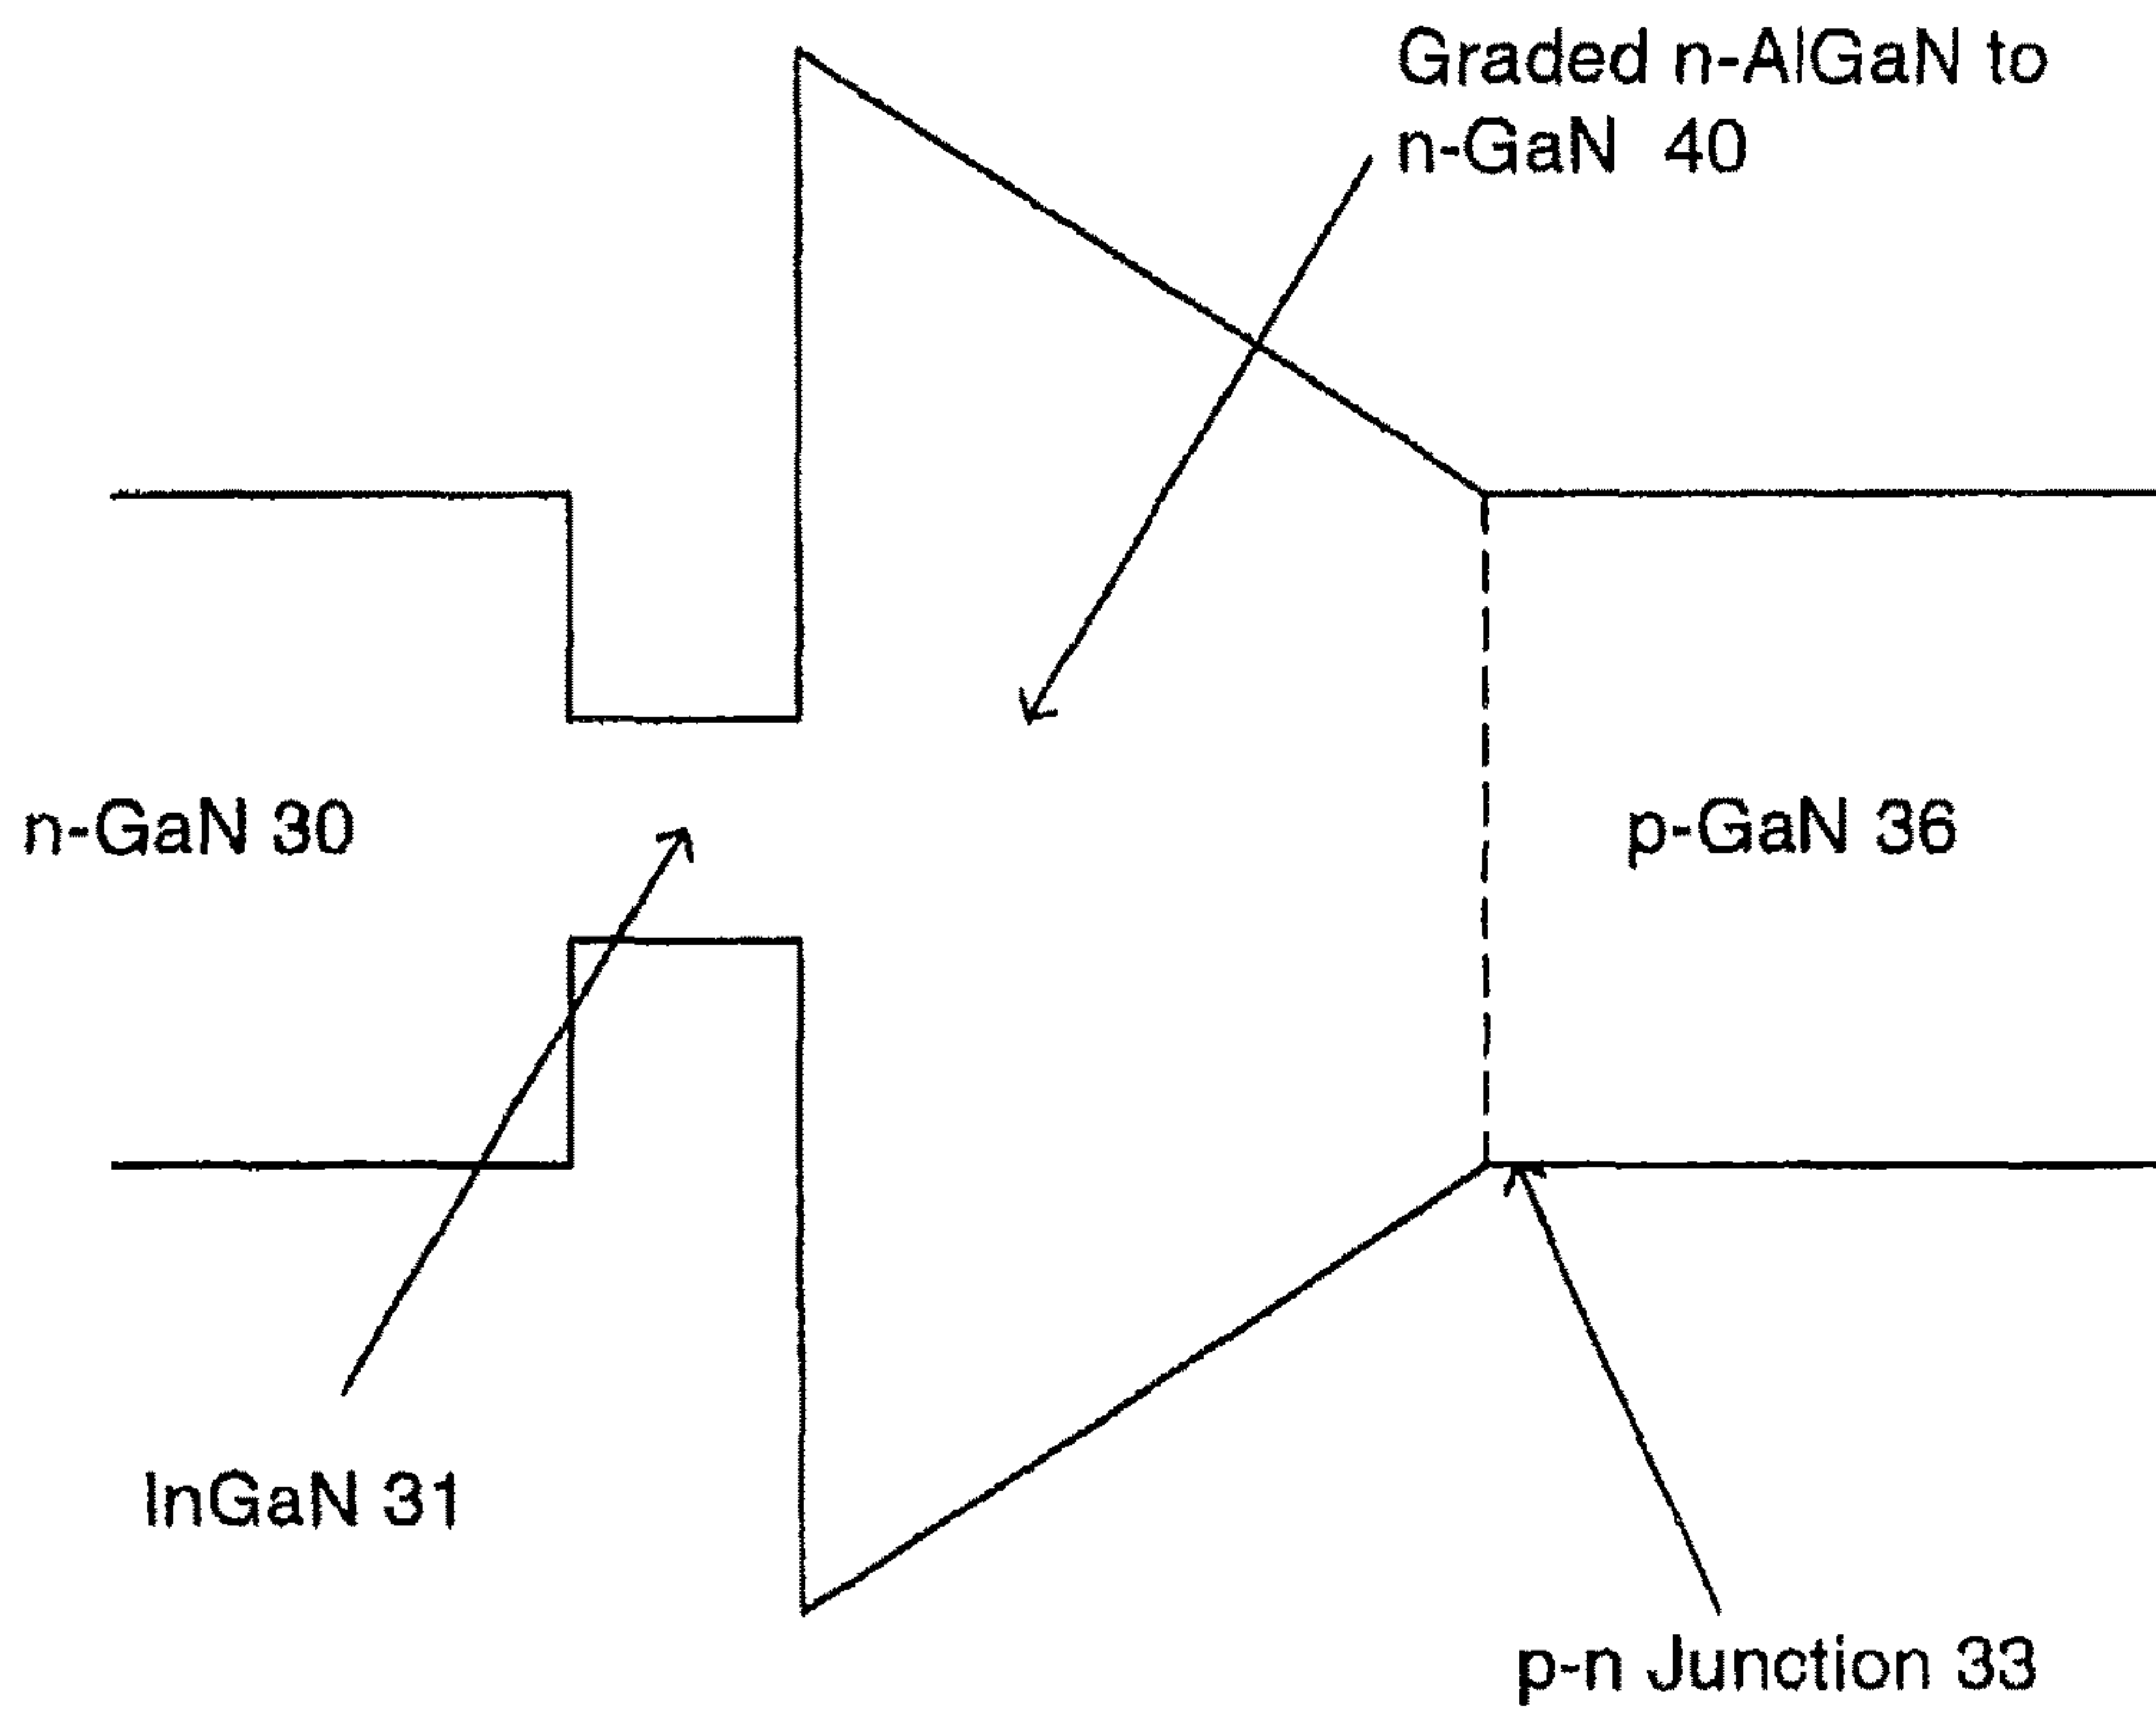 Graded n-AlGaN to
n-GaN 40
n-GaN 30
p-GaN 36
InGaN 31
p-n Junction 33